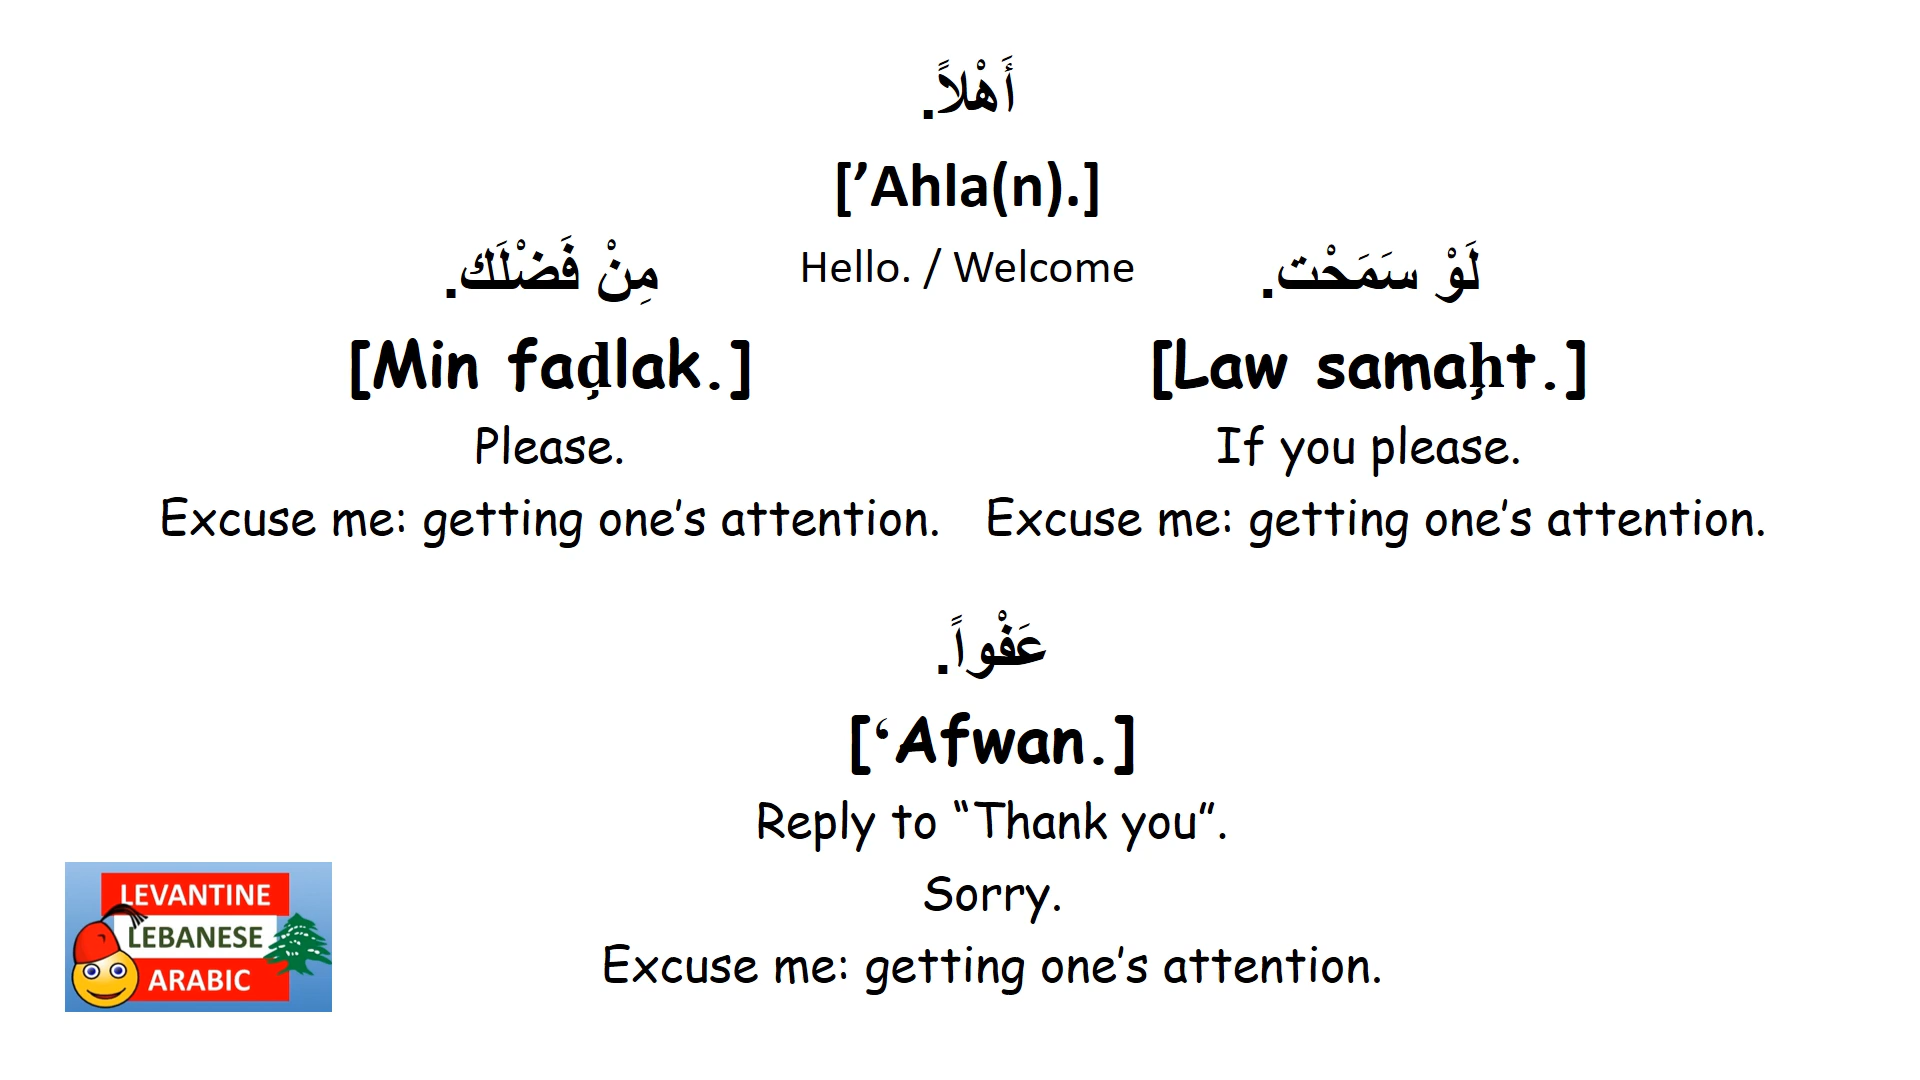 أَهْلاً.
[’Ahla(n).]
Hello. / Welcome
مِنْ فَضْلَك.
[Min faḍlak.]
Please.
Excuse me: getting one’s attention.
لَوْ سَمَحْت.
[Law samaḥt.]
If you please.
Excuse me: getting one’s attention.
عَفْواً.
[‘Afwan.]
Reply to “Thank you”.
Sorry.
Excuse me: getting one’s attention.
LEVANTINE
LEBANESE
ARABIC